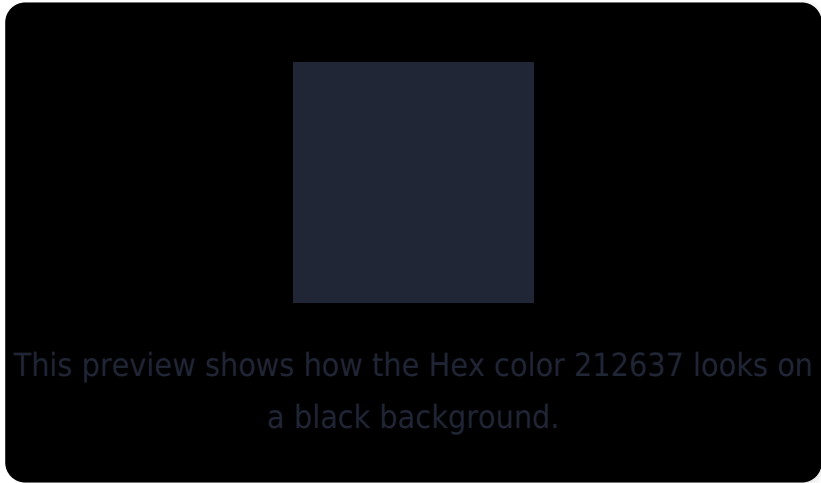 This preview shows how the Hex color 212637 looks on
a black background.